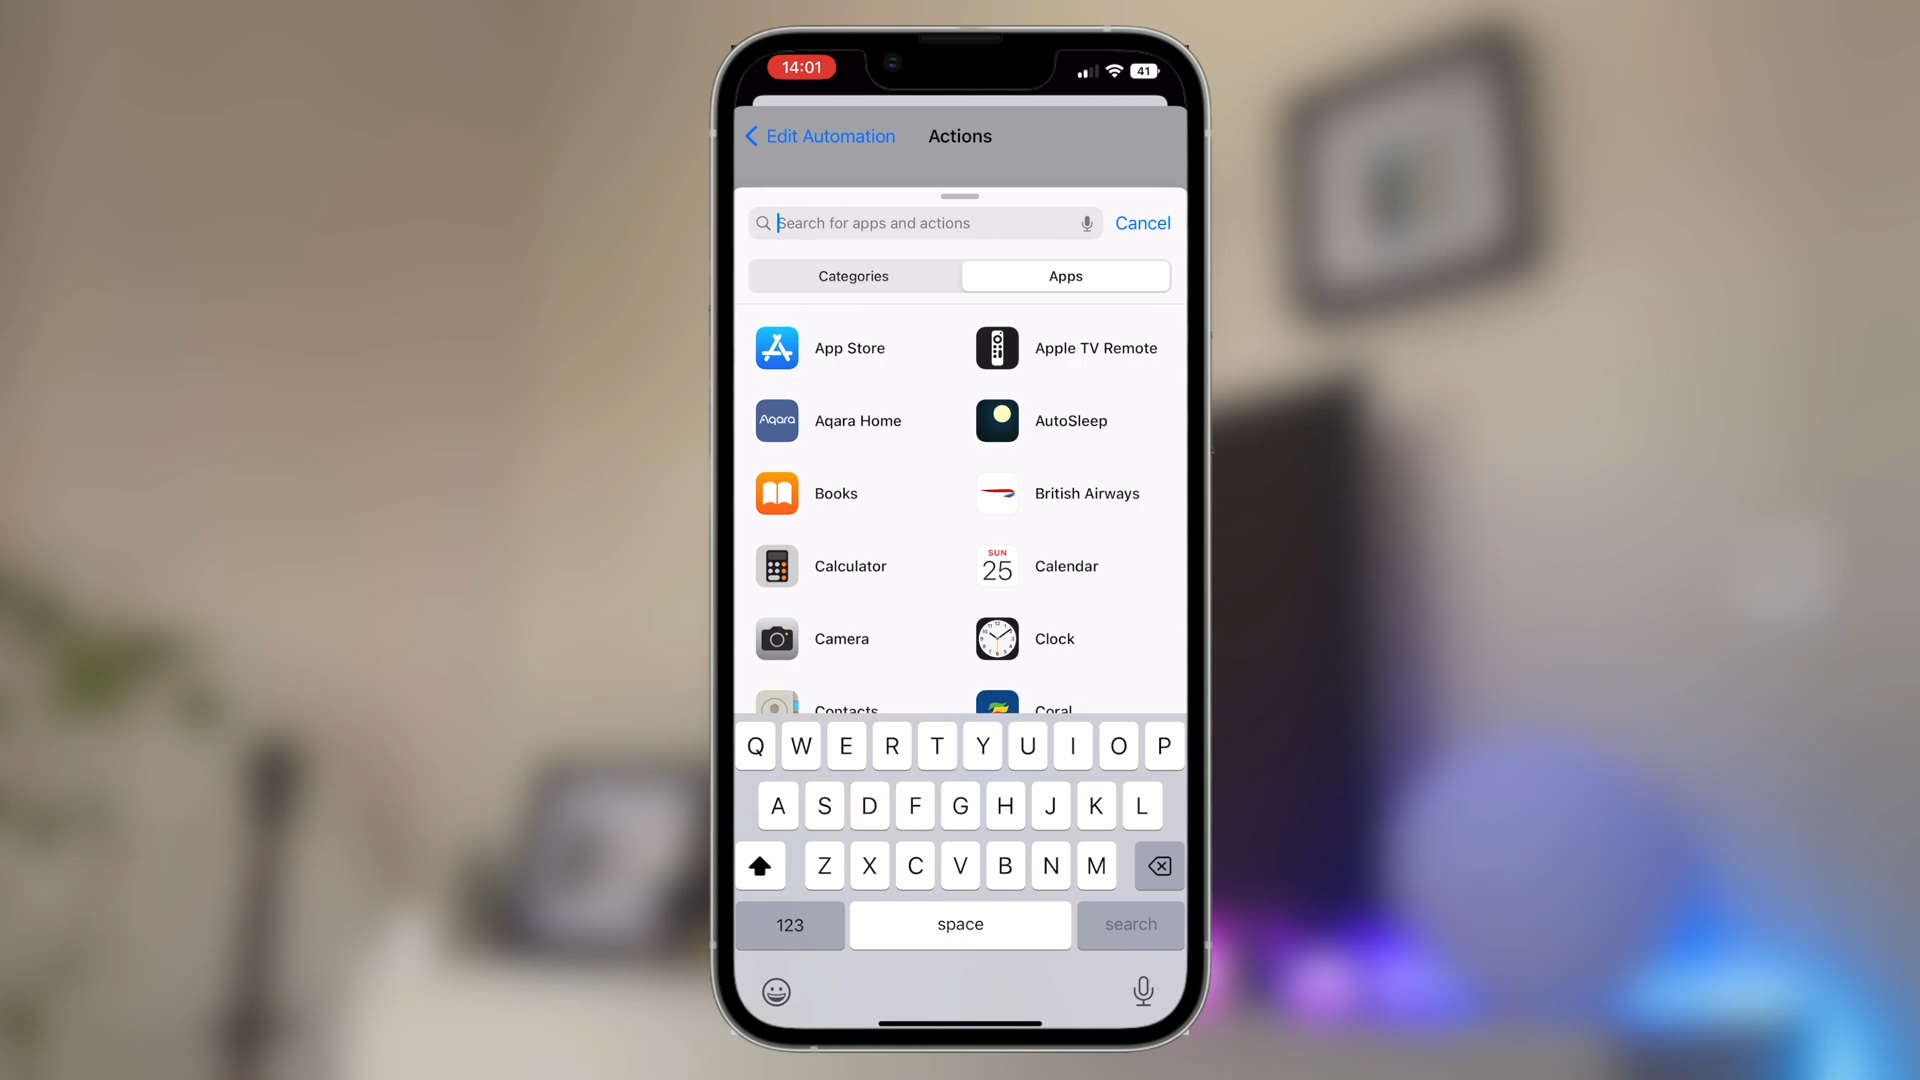 14:01
41
Edit Automation
Actions
Search for apps and actions
Cancel
Categories
Apps
App Store
Apple TV Remote
Aqara
Aqara Home
AutoSleep
Books
British Airways
Calculator
SUN
25
Calendar
Camera
Clock
Contacts
Coral
Q W E R T Y U I O P
A S D F G H J K L
Z X C V B N M
123
space
search